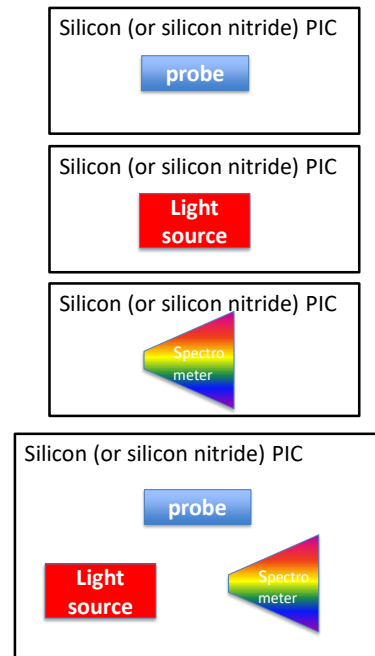 Silicon (or silicon nitride) PIC
probe
Silicon (or silicon nitride) PIC
Light
source
Silicon (or silicon nitride) PIC
Spectro
meter
Silicon (or silicon nitride) PIC
probe
Light
source
Spectro
meter